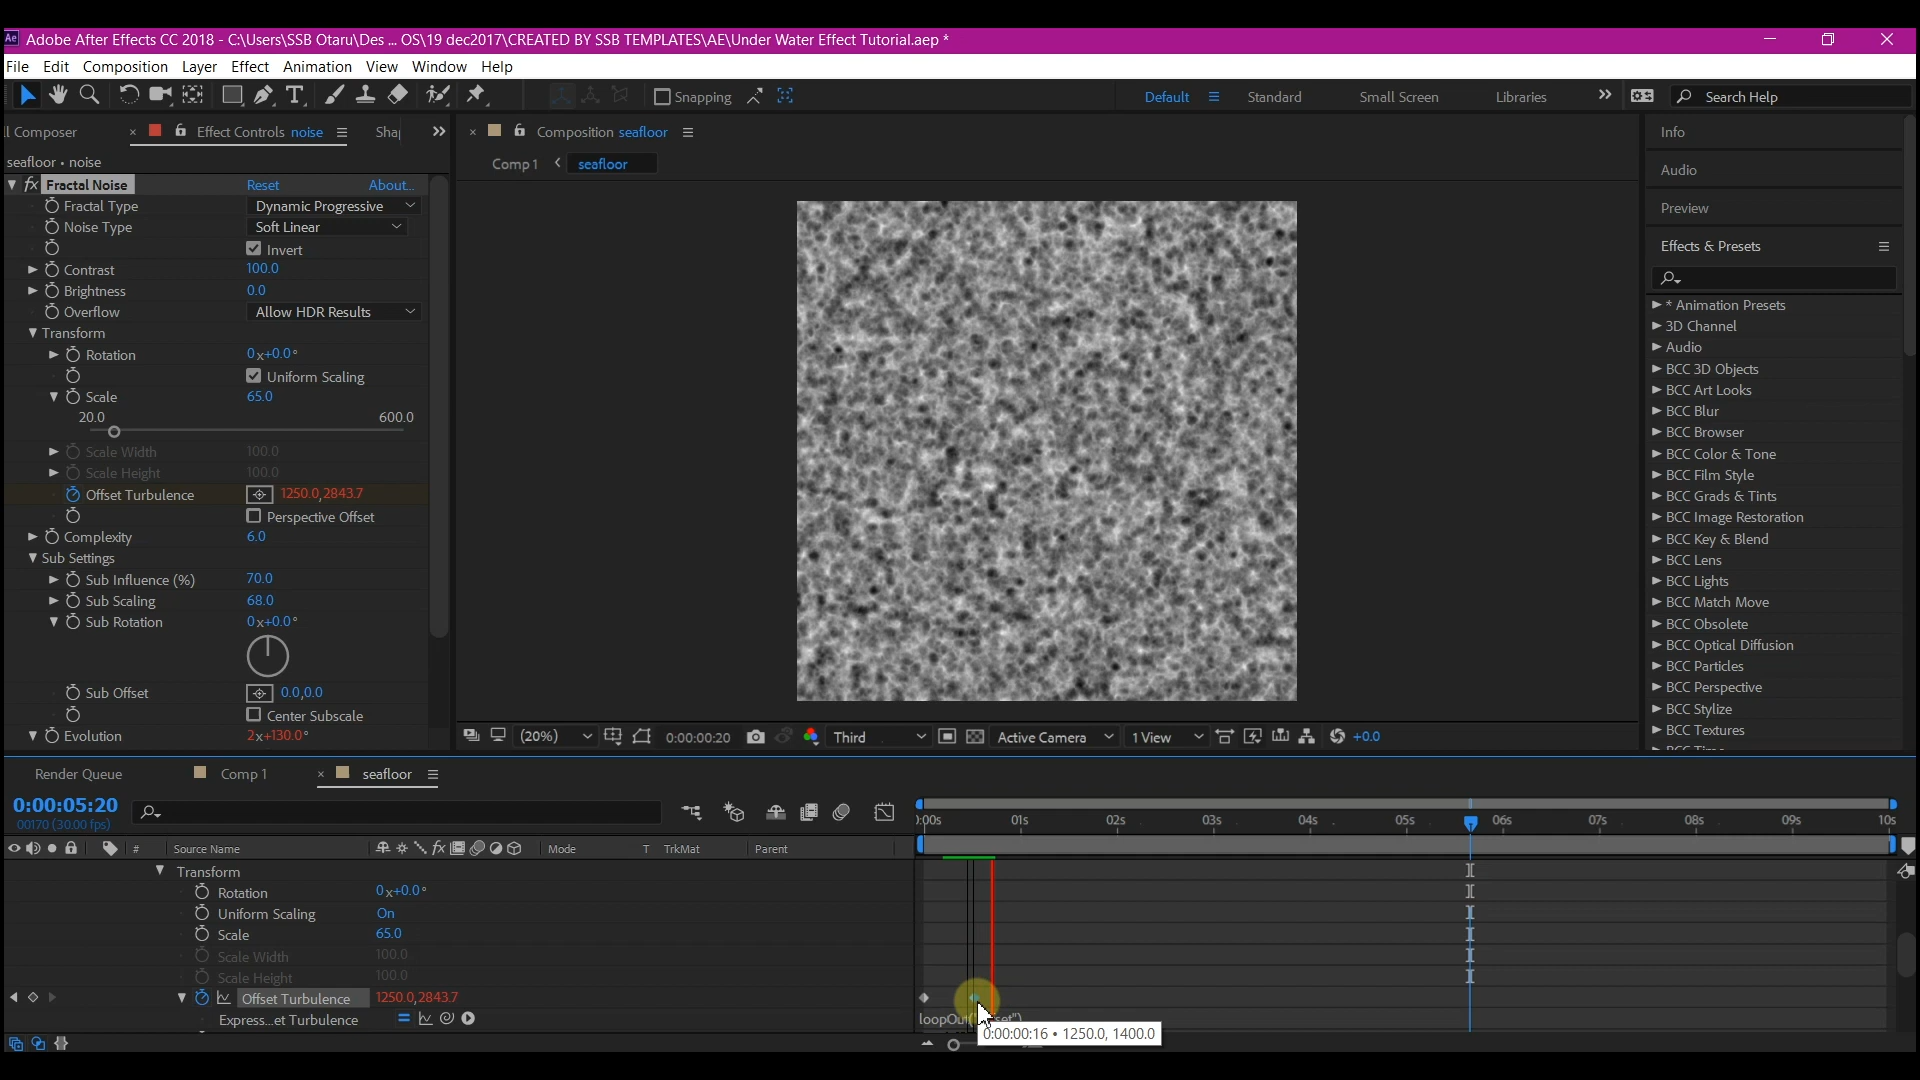 Ae Adobe After Effects CC 2018 - C:\Users\SSB Otaru\Des ... OS\19 dec2017\CREATED BY SSB TEMPLATES\AE\Under Water Effect Tutorial.aep *
File Edit Composition Layer Effect Animation View Window Help
T Snapping Default Standard Small Screen Libraries Search Help
l Composer × Effect Controls noise Sha × Composition seafloor Info
seafloor • noise Comp 1 seafloor
fx Fractal Noise Reset About... Audio
Fractal Type Dynamic Progressive Preview
Noise Type Soft Linear
Invert Effects & Presets
Contrast 100.0
Brightness 0.0 * Animation Presets
Overflow Allow HDR Results 3D Channel
Transform Audio
Rotation 0x+0.0° BCC 3D Objects
Uniform Scaling BCC Art Looks
Scale 65.0 BCC Blur
20.0 600.0 BCC Browser
Scale Width 100.0 BCC Color & Tone
Scale Height 100.0 BCC Film Style
Offset Turbulence 1250.0,2843.7 BCC Grads & Tints
Perspective Offset BCC Image Restoration
Complexity 6.0 BCC Key & Blend
Sub Settings BCC Lens
Sub Influence (%) 70.0 BCC Lights
Sub Scaling 68.0 BCC Match Move
Sub Rotation 0x+0.0° BCC Obsolete
BCC Optical Diffusion
BCC Particles
Sub Offset 0.0,0.0 BCC Perspective
Center Subscale BCC Stylize
Evolution 2x+130.0° BCC Textures
(20%) 0:00:00:20 Third Active Camera 1 View +0.0
Render Queue Comp 1 × seafloor
0:00:05:20
00170 (30.00 fps) ):00s 01s 02s 03s 04s 05s 06s 07s 08s 09s 10s
# Source Name fx Mode T TrkMat Parent
Transform
Rotation 0x+0.0°
Uniform Scaling On
Scale 65.0
Scale Width 100.0
Scale Height 100.0
Offset Turbulence 1250.0,2843.7
Express...et Turbulence
0:00:00:16 • 1250.0, 1400.0